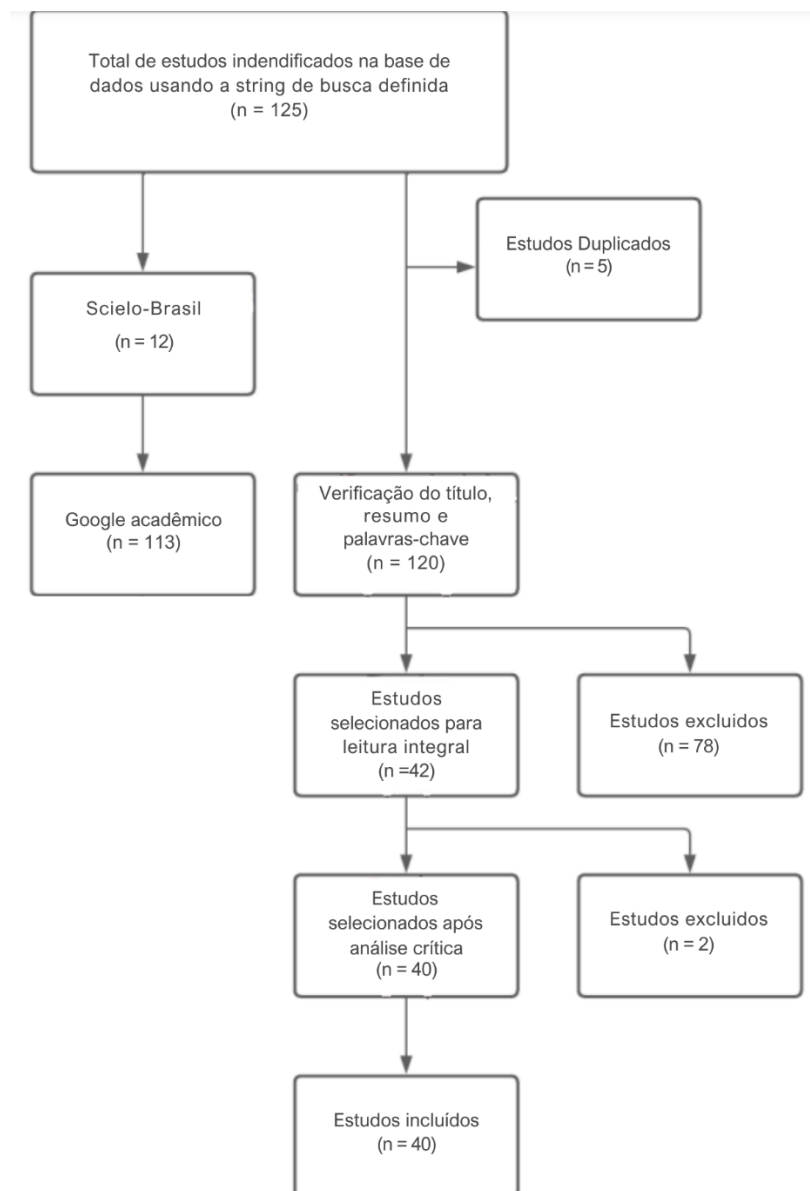 Total de estudos indendificados na base de
dados usando a string de busca definida
(n = 125)
Estudos Duplicados
(n = 5)
Scielo-Brasil
(n = 12)
Google acadêmico
(n = 113)
Verificação do título,
resumo e
palavras-chave
(n = 120)
Estudos
selecionados para
leitura integral
(n =42)
Estudos excluidos
(n = 78)
Estudos
selecionados após
análise crítica
(n = 40)
Estudos excluidos
(n = 2)
Estudos incluídos
(n = 40)